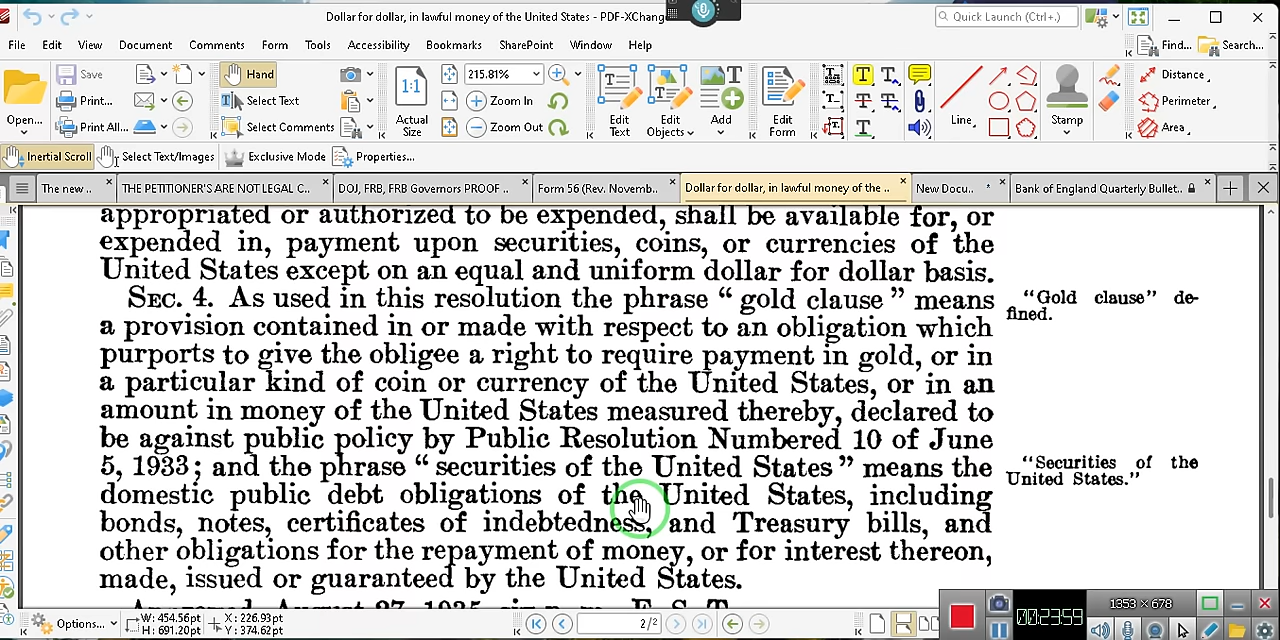 Dollar for dollar, in lawful money of the United States - PDF-XChang
Quick Launch (Ctrl+.)
File Edit View Document Comments Forms Tools Accessibility Bookmarks SharePoint Window Help
Find...
Search...
Open...
Save
Print...
Print All...
Hand
Select Text
Select Comments
1:1
Actual Size
215.81%
Zoom In
Zoom Out
Edit Text
Edit Objects
Add
Edit Form
Line
Stamp
Distance
Perimeter
Area
Inertial Scroll
Select Text/Images
Exclusive Mode
Properties...
The new ..
THE PETITIONER'S ARE NOT LEGAL C..
DOJ, FRB, FRB Governors PROOF ..
Form 56 (Rev. Novemb..
Dollar for dollar, in lawful money of the ..
New Docu.. *
Bank of England Quarterly Bullet..
appropriated or authorized to be expended, shall be available for, or
expended in, payment upon securities, coins, or currencies of the
United States except on an equal and uniform dollar for dollar basis.
SEC. 4. As used in this resolution the phrase “ gold clause ” means
a provision contained in or made with respect to an obligation which
purports to give the obligee a right to require payment in gold, or in
a particular kind of coin or currency of the United States, or in an
amount in money of the United States measured thereby, declared to
be against public policy by Public Resolution Numbered 10 of June
5, 1933; and the phrase “ securities of the United States ” means the
domestic public debt obligations of the United States, including
bonds, notes, certificates of indebtedness, and Treasury bills, and
other obligations for the repayment of money, or for interest thereon,
made, issued or guaranteed by the United States.
“Gold clause” de-
fined.
“Securities of the
United States.”
Options...
W: 454.56pt
H: 691.20pt
X: 226.93pt
Y: 374.62pt
2/2
00:23:59
1353 × 678